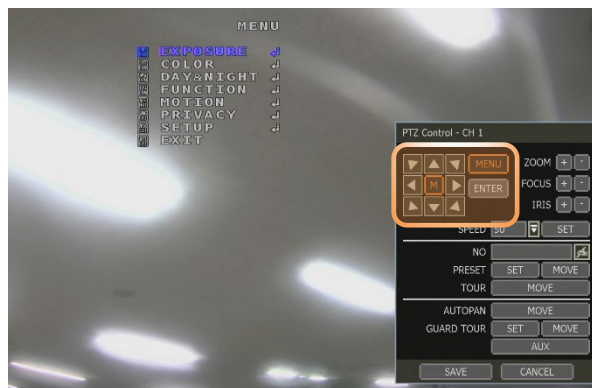 MENU
EXPOSURE
COLOR
DAY&NIGHT
FUNCTION
MOTION
PRIVACY
SETUP
EXIT
PTZ Control - CH 1
MENU ZOOM + -
M ENTER FOCUS + -
IRIS + -
SPEED 50 SET
NO
PRESET SET MOVE
TOUR MOVE
AUTOPAN MOVE
GUARD TOUR SET MOVE
AUX
SAVE CANCEL